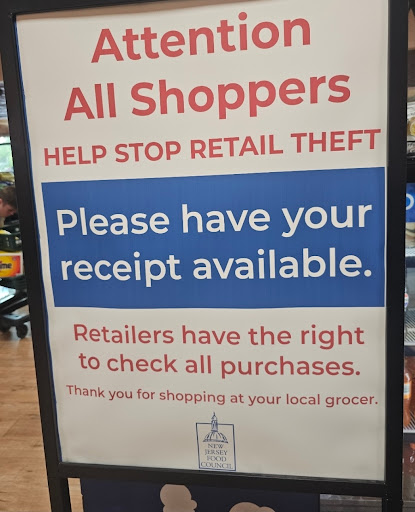 Attention
All Shoppers
HELP STOP RETAIL THEFT
Please have your
receipt available.
Retailers have the right
to check all purchases.
Thank you for shopping at your local grocer.
NEW
JERSEY
FOOD
COUNCIL